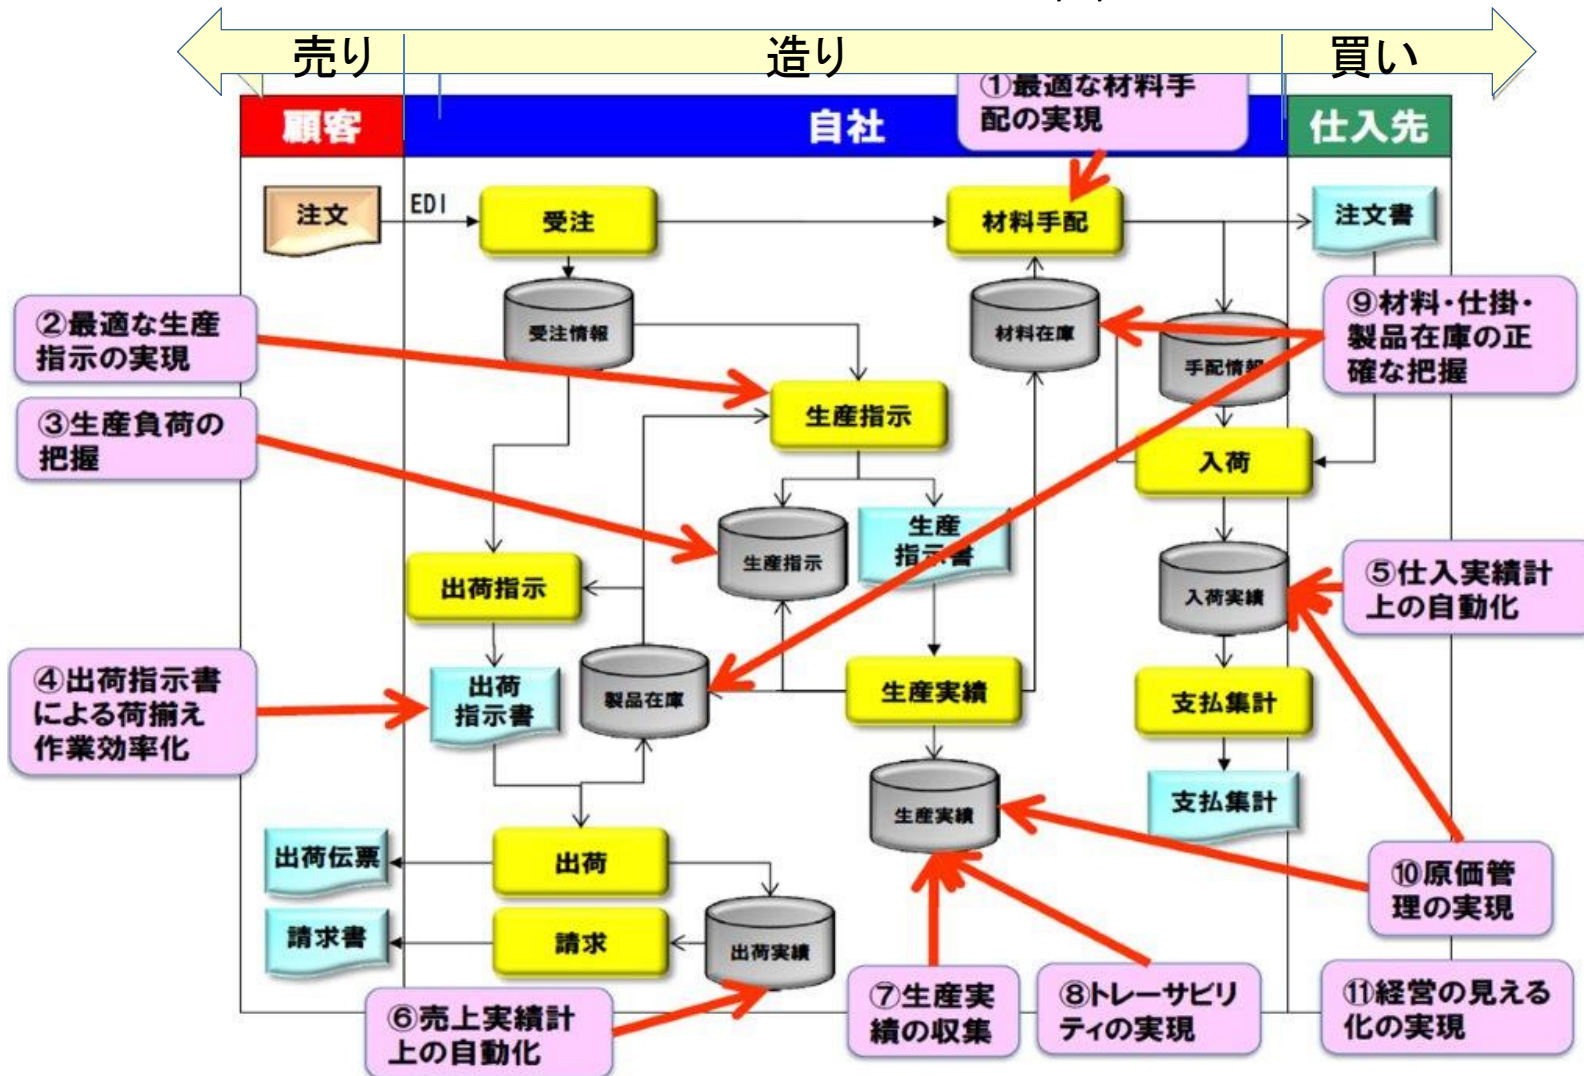 売り
造り
買い
①最適な材料手
配の実現
顧客
自社
仕入先
注文
EDI
受注
材料手配
注文書
受注情報
材料在庫
手配情報
②最適な生産
指示の実現
⑨材料・仕掛・
製品在庫の正
確な把握
③生産負荷の
把握
生産指示
入荷
生産指示
生産
指示書
出荷指示
入荷実績
⑤仕入実績計
上の自動化
④出荷指示書
による荷揃え
作業効率化
出荷
指示書
製品在庫
生産実績
支払集計
生産実績
支払集計
出荷伝票
出荷
⑩原価管
理の実現
請求書
請求
出荷実績
⑥売上実績計
上の自動化
⑦生産実
績の収集
⑧トレーサビリ
ティの実現
⑪経営の見える
化の実現